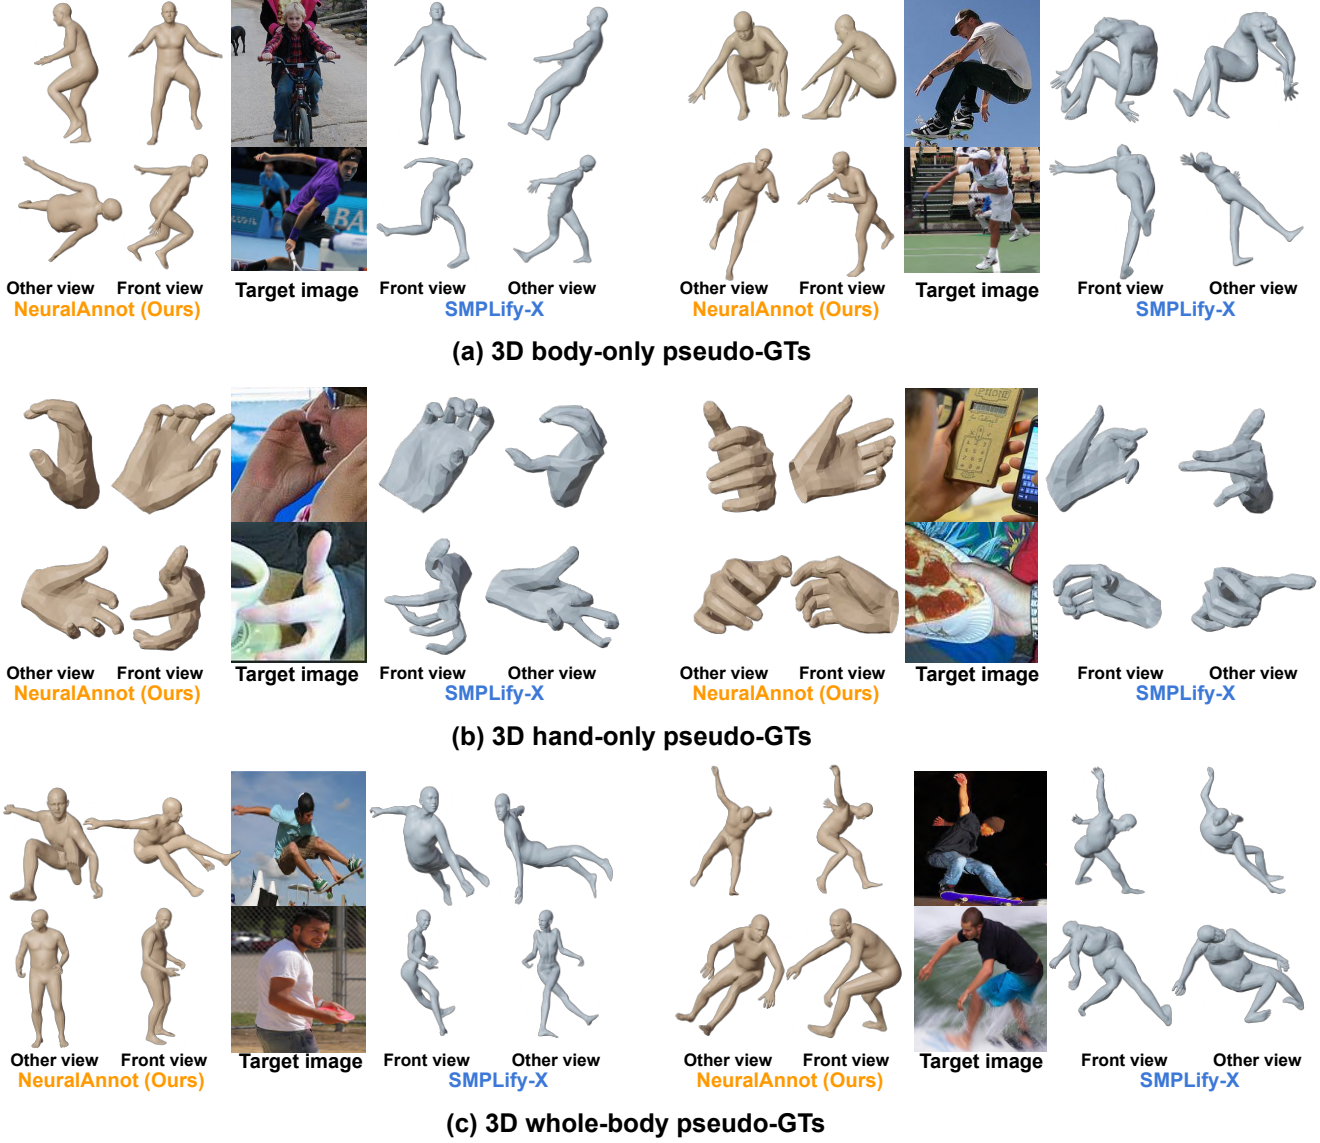 Other view Front view Target image Front view Other view Other view Front view Target image Front view Other view
NeuralAnnot (Ours) SMPLify-X NeuralAnnot (Ours) SMPLify-X
(a) 3D body-only pseudo-GTs
Other view Front view Target image Front view Other view Other view Front view Target image Front view Other view
NeuralAnnot (Ours) SMPLify-X NeuralAnnot (Ours) SMPLify-X
(b) 3D hand-only pseudo-GTs
Other view Front view Target image Front view Other view Other view Front view Target image Front view Other view
NeuralAnnot (Ours) SMPLify-X NeuralAnnot (Ours) SMPLify-X
(c) 3D whole-body pseudo-GTs